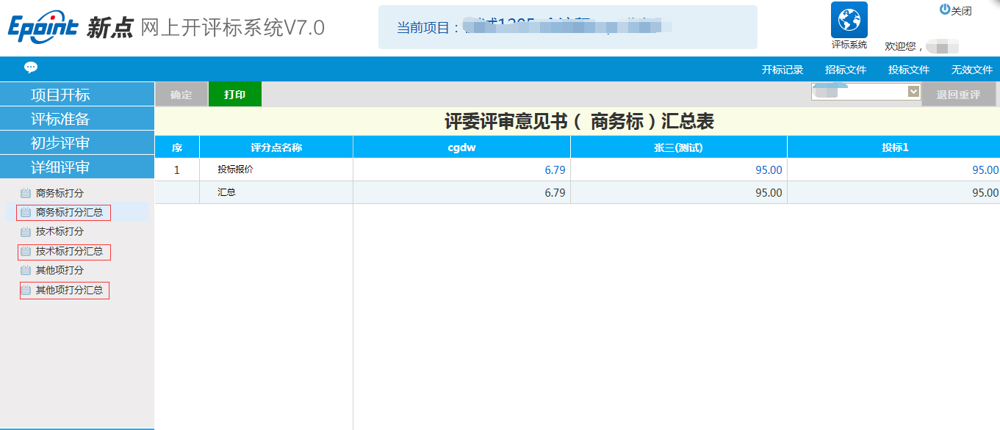 Epoint 新点 网上开评标系统V7.0
当前项目：
评标系统
关闭
欢迎您，
开标记录 招标文件 投标文件 无效文件
项目开标
评标准备
初步评审
详细评审
商务标打分
商务标打分汇总
技术标打分
技术标打分汇总
其他项打分
其他项打分汇总
确定 打印 退回重评
评委评审意见书（ 商务标）汇总表
序 评分点名称 cgdw 张三(测试) 投标1
1 投标报价 6.79 95.00 95.00
汇总 6.79 95.00 95.00